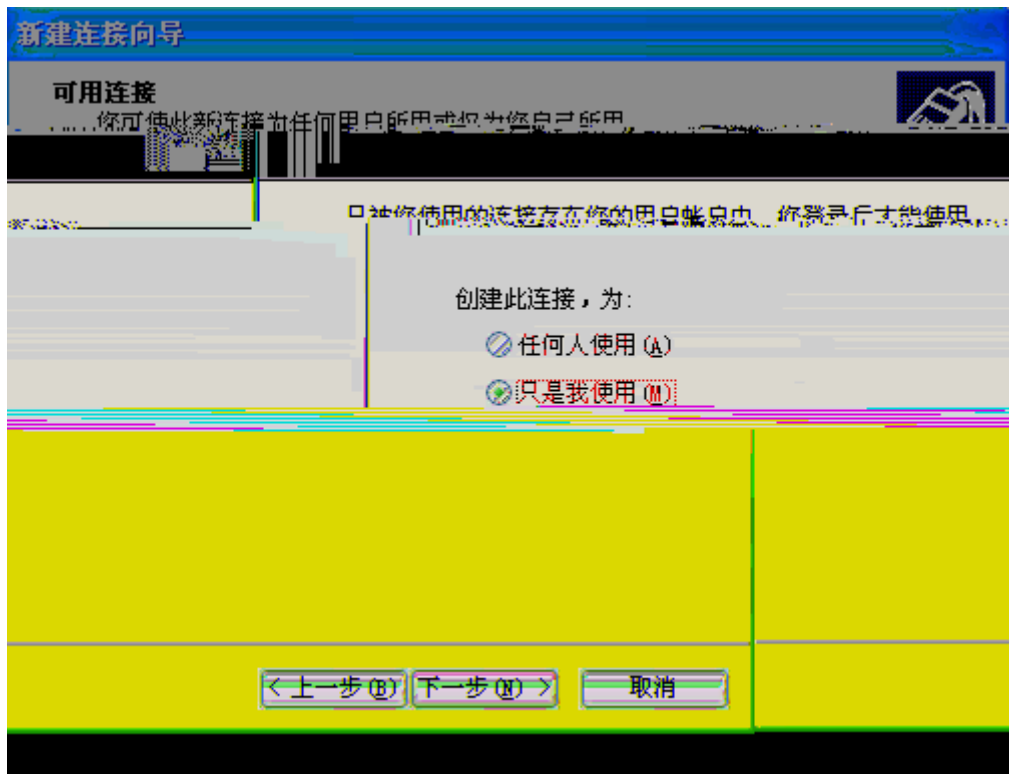 新建连接向导
可用连接
您可使此新连接为任何用户所用或仅为您自己所用
只被您使用的连接存在您的用户帐户中 您登录后才能使用
创建此连接，为:
任何人使用(A)
只是我使用(M)
< 上一步(B)
下一步(N) >
取消